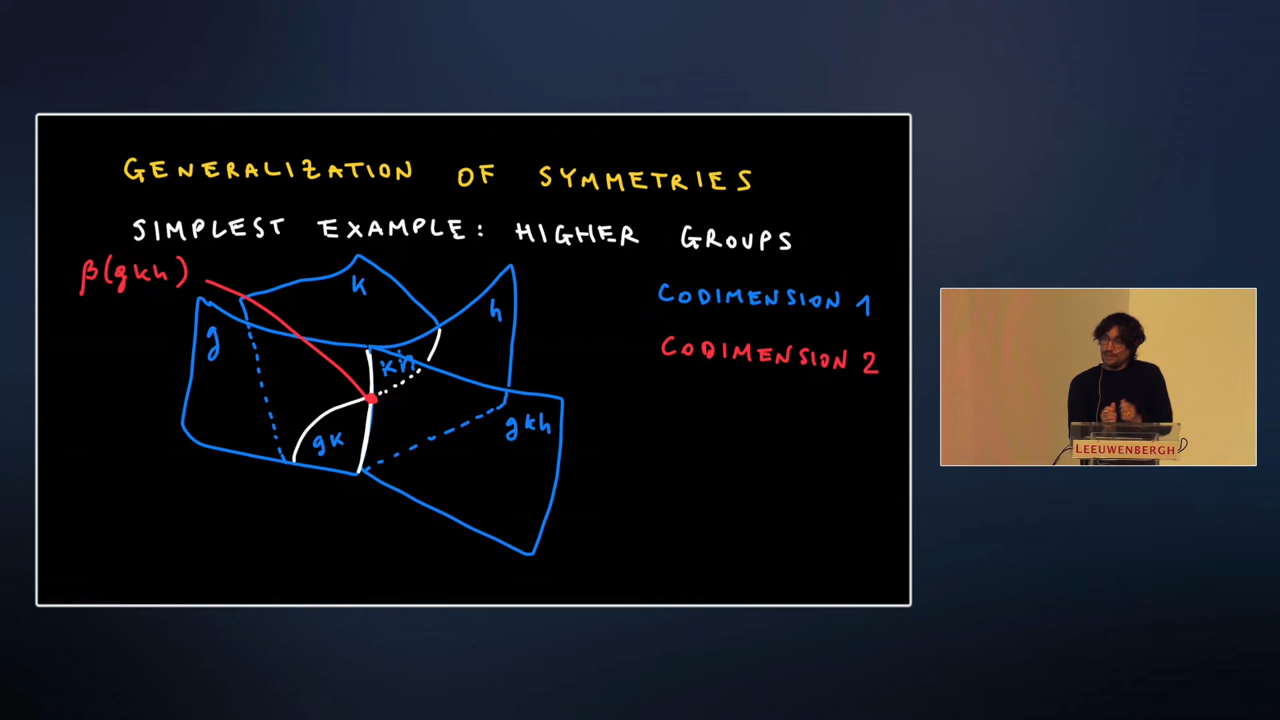 GENERALIZATION OF SYMMETRIES
SIMPLEST EXAMPLE: HIGHER GROUPS
β(gkh)
k
h
g
CODIMENSION 1
CODIMENSION 2
kh
gk
gkh
LEEUWENBERGH